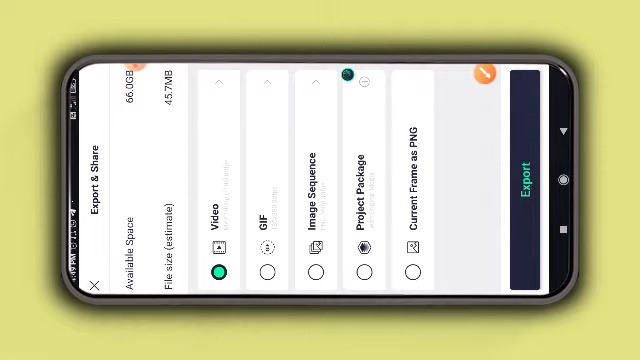 Export & Share
Available Space
66.0GB
File size (estimate)
45.7MB
Video
GIF
Image Sequence
Project Package
Current Frame as PNG
Export